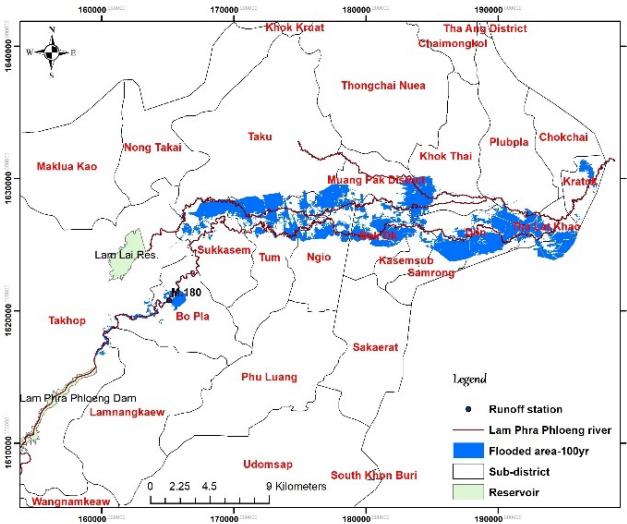 160000 170000 180000 190000
1640000
1630000
1620000
1610000
N
W E
S
Khok Kruat
Tha Ang District
Chaimongkol
Thongchai Nuea
Nong Takai
Taku
Plubpla
Chokchai
Maklua Kao
Khok Thai
Muang Pak District
Kratok
Sukkasem
Tha Lat Khao
Don
Lam Lai Res.
Tum
Ngio
Kasemsub
Samrong
M.180
Takhop
Bo Pla
Sakaerat
Phu Luang
Lam Phra Phloeng Dam
Lamnangkaew
Legend
Runoff station
Lam Phra Phloeng river
Flooded area-100yr
Sub-district
Reservoir
Udomsap
South Khon Buri
0 2.25 4.5 9 Kilometers
Wangnamkeaw
160000 170000 180000 190000